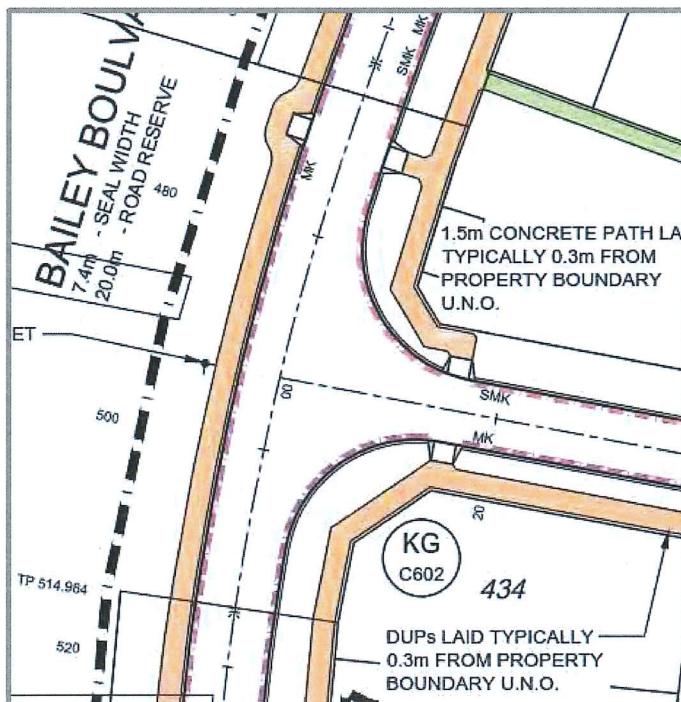 BAILEY BOULVA
7.4m - SEAL WIDTH
20.0m - ROAD RESERVE
480
MK
SMK
MK
1.5m CONCRETE PATH LA
TYPICALLY 0.3m FROM
PROPERTY BOUNDARY
U.N.O.
ET
00
SMK
MK
500
20
KG
C602
434
TP 514.984
520
DUPs LAID TYPICALLY
0.3m FROM PROPERTY
BOUNDARY U.N.O.